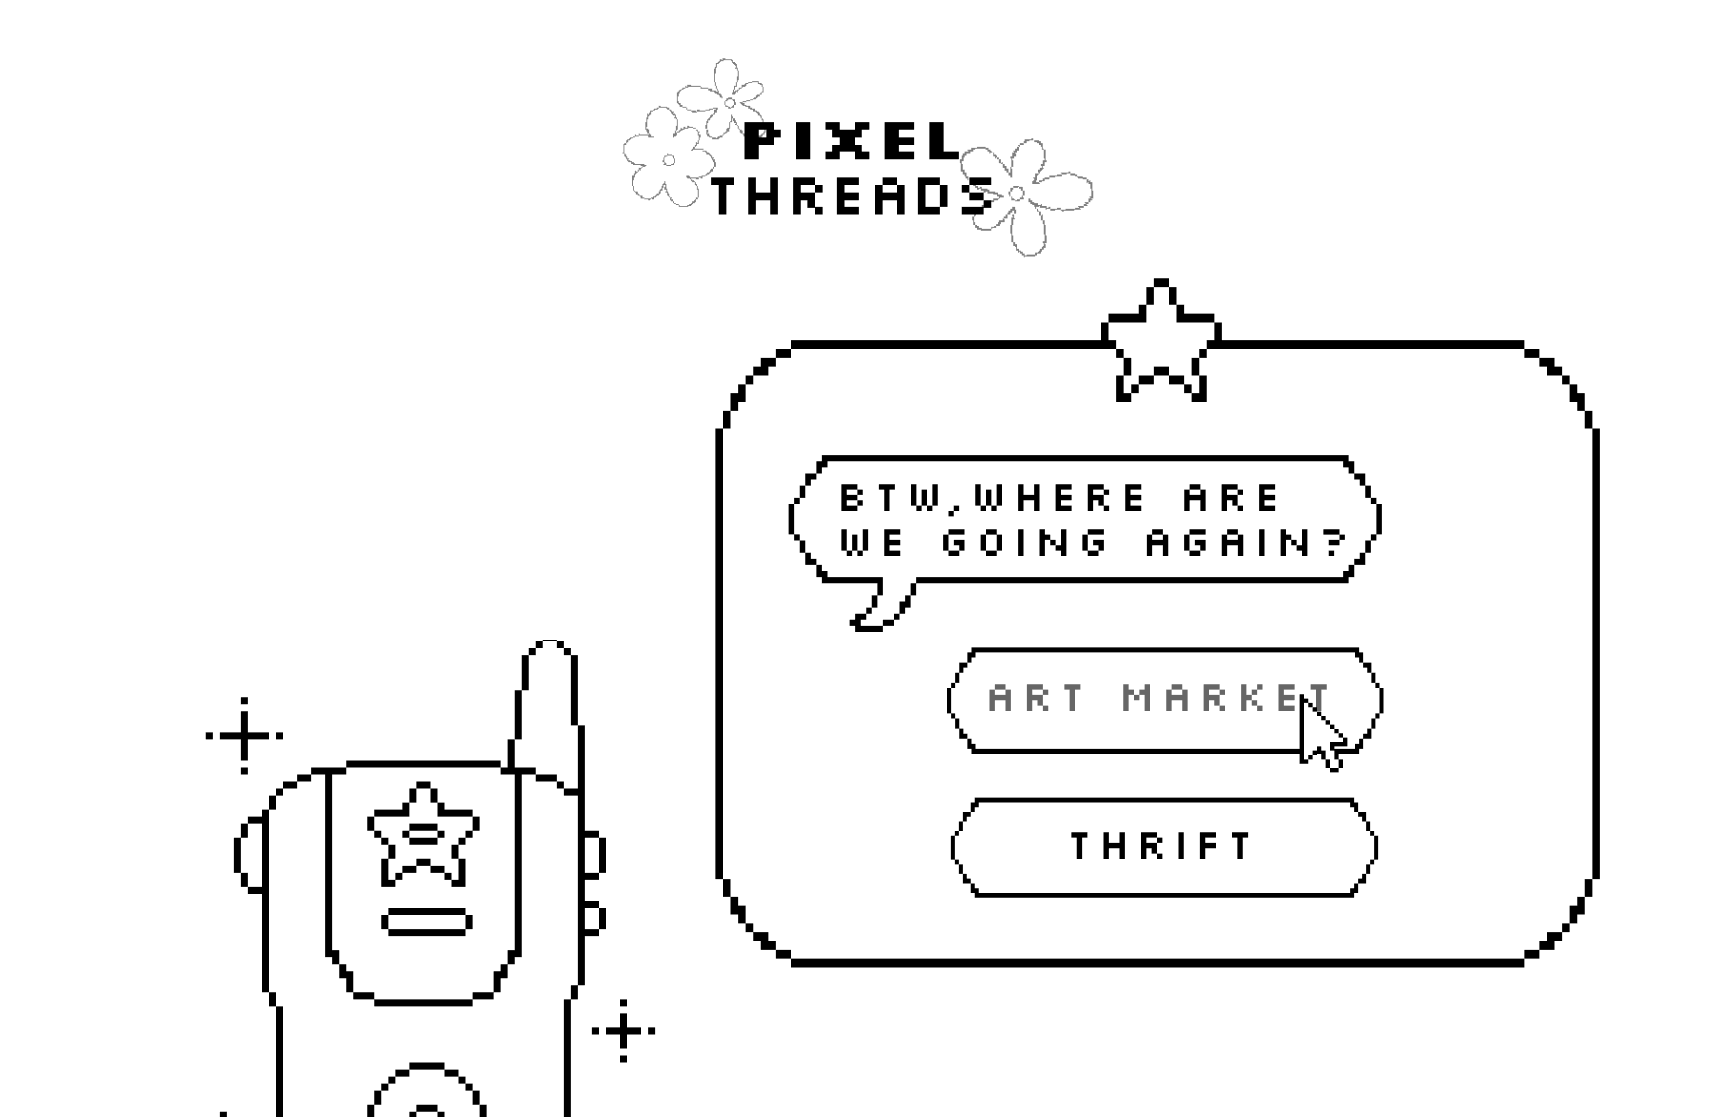 PIXEL
THREADS
BTW,WHERE ARE
WE GOING AGAIN?
ART MARKET
THRIFT